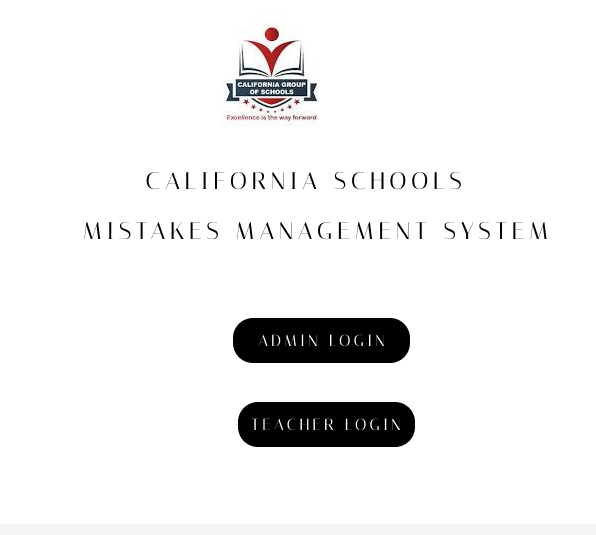 CALIFORNIA GROUP
OF SCHOOLS
Excellence is the way forward
CALIFORNIA SCHOOLS
MISTAKES MANAGEMENT SYSTEM
ADMIN LOGIN
TEACHER LOGIN